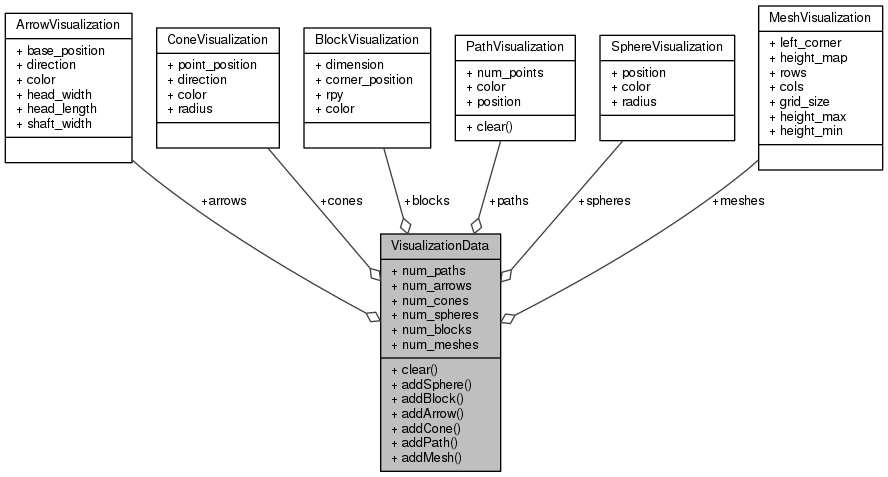 ArrowVisualization
+ base_position
+ direction
+ color
+ head_width
+ head_length
+ shaft_width
ConeVisualization
+ point_position
+ direction
+ color
+ radius
BlockVisualization
+ dimension
+ corner_position
+ rpy
+ color
PathVisualization
+ num_points
+ color
+ position
+ clear()
SphereVisualization
+ position
+ color
+ radius
MeshVisualization
+ left_corner
+ height_map
+ rows
+ cols
+ grid_size
+ height_max
+ height_min
+arrows
+cones
+blocks
+paths
+spheres
+meshes
VisualizationData
+ num_paths
+ num_arrows
+ num_cones
+ num_spheres
+ num_blocks
+ num_meshes
+ clear()
+ addSphere()
+ addBlock()
+ addArrow()
+ addCone()
+ addPath()
+ addMesh()